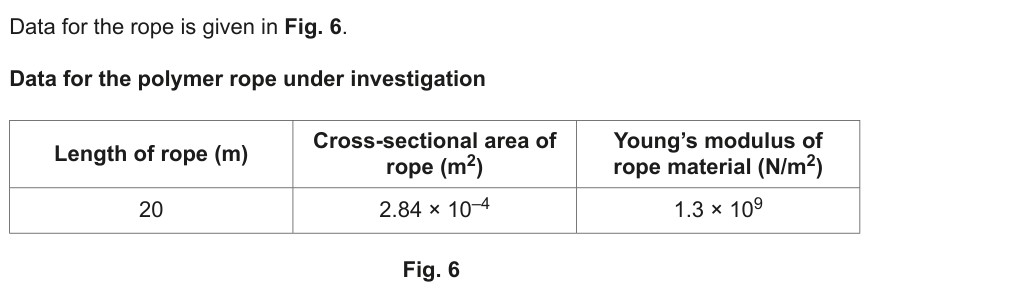 Data for the rope is given in Fig. 6.
Data for the polymer rope under investigation
Length of rope (m)
Cross-sectional area of
rope (m²)
Young’s modulus of
rope material (N/m²)
20
2.84 × 10⁻⁴
1.3 × 10⁹
Fig. 6